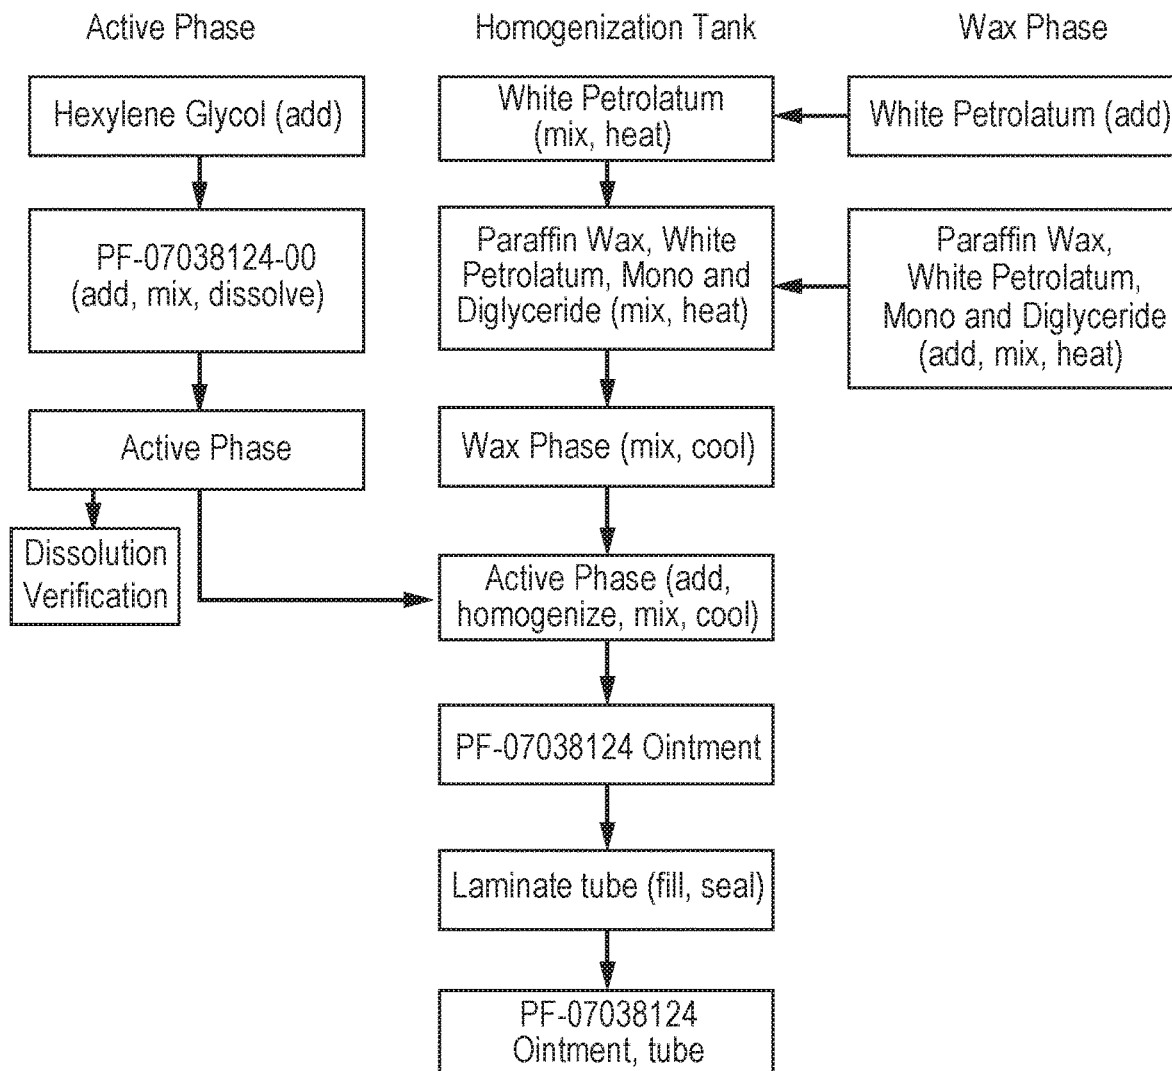 Active Phase
Homogenization Tank
Wax Phase
Hexylene Glycol (add)
White Petrolatum
(mix, heat)
White Petrolatum (add)
PF-07038124-00
(add, mix, dissolve)
Paraffin Wax, White
Petrolatum, Mono and
Diglyceride (mix, heat)
Paraffin Wax,
White Petrolatum,
Mono and Diglyceride
(add, mix, heat)
Active Phase
Wax Phase (mix, cool)
Dissolution
Verification
Active Phase (add,
homogenize, mix, cool)
PF-07038124 Ointment
Laminate tube (fill, seal)
PF-07038124
Ointment, tube